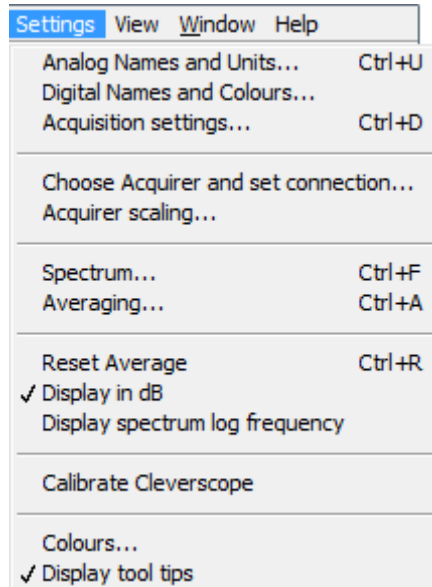 Settings View Window Help
Analog Names and Units... Ctrl+U
Digital Names and Colours...
Acquisition settings... Ctrl+D
Choose Acquirer and set connection...
Acquirer scaling...
Spectrum... Ctrl+F
Averaging... Ctrl+A
Reset Average Ctrl+R
✓ Display in dB
Display spectrum log frequency
Calibrate Cleverscope
Colours...
✓ Display tool tips